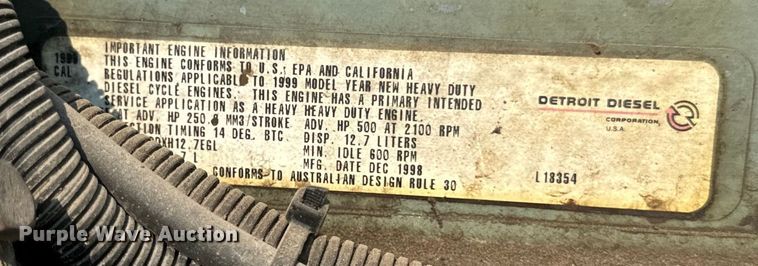 IMPORTANT ENGINE INFORMATION
THIS ENGINE CONFORMS TO U.S. EPA AND CALIFORNIA
REGULATIONS APPLICABLE TO 1999 MODEL YEAR NEW HEAVY DUTY
DIESEL CYCLE ENGINES. THIS ENGINE HAS A PRIMARY INTENDED
SERVICE APPLICATION AS A HEAVY HEAVY DUTY ENGINE.
AT ADV. HP 250. MM3/STROKE. ADV. HP 500 AT 2100 RPM
TIMING 14 DEG. BTC. DISP. 12.7 LITERS
DXH12.7EGL MIN. IDLE 600 RPM
7 L MFG. DATE DEC 1998
CONFORMS TO AUSTRALIAN DESIGN RULE 30
CAL
DETROIT DIESEL
CORPORATION
U.S.A.
L18354
Purple Wave Auction